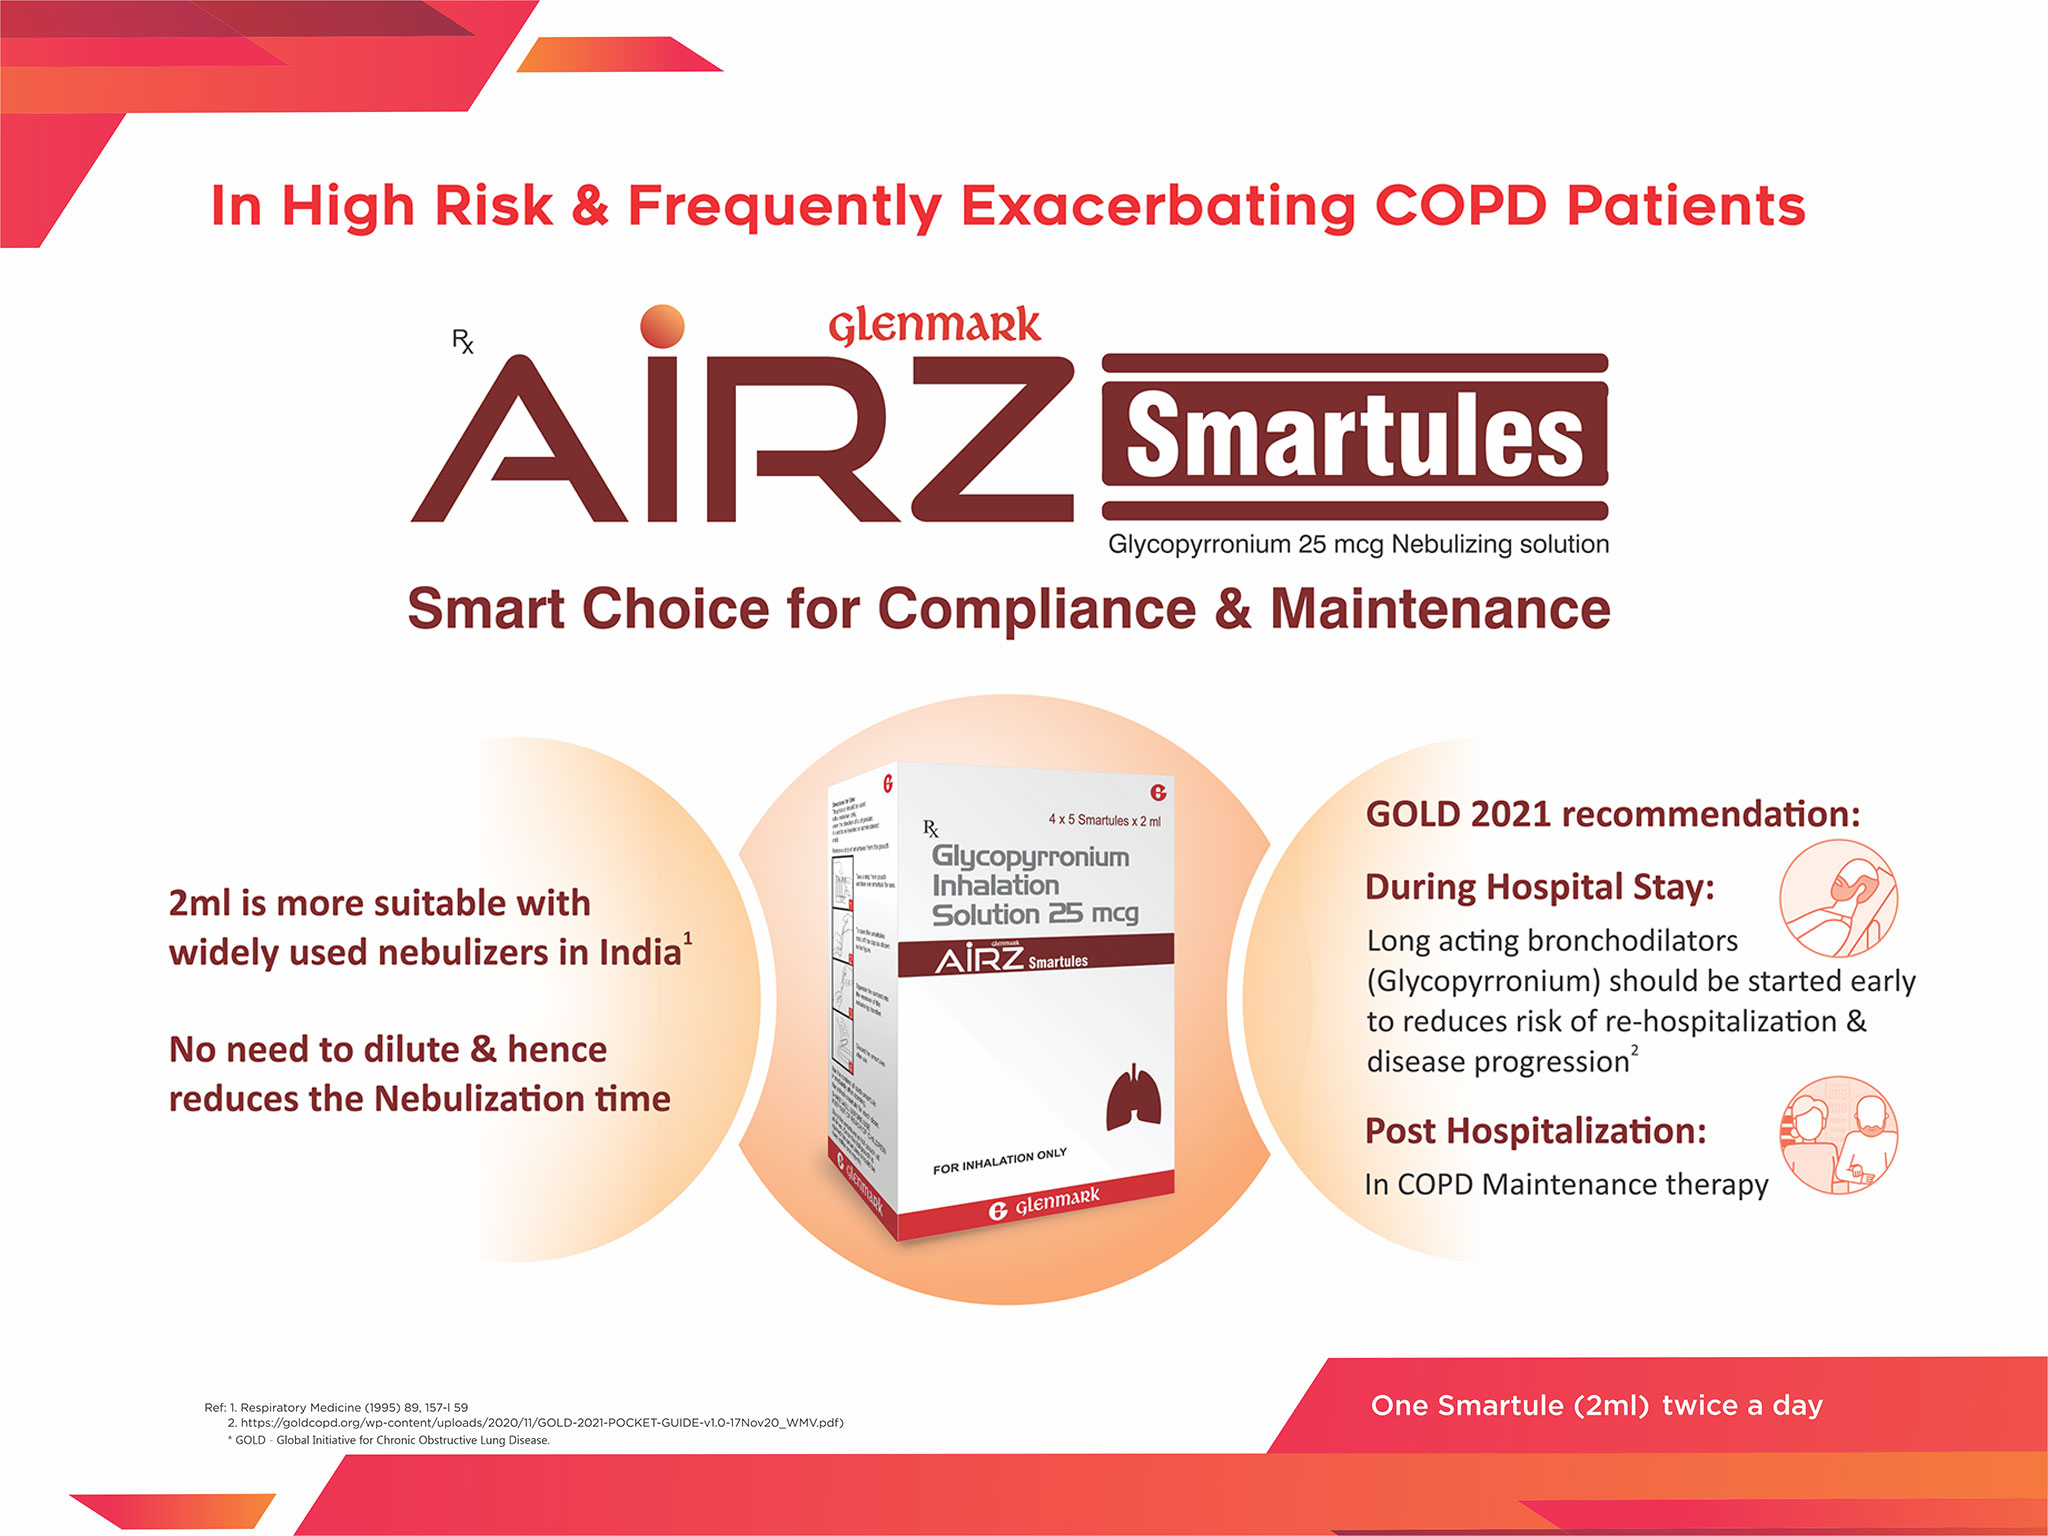 In High Risk & Frequently Exacerbating COPD Patients
Rx
glenmark
AIRZ Smartules
Glycopyrronium 25 mcg Nebulizing solution
Smart Choice for Compliance & Maintenance
2ml is more suitable with
widely used nebulizers in India1
No need to dilute & hence
reduces the Nebulization time
4 x 5 Smartules x 2 ml
Rx
Glycopyrronium
Inhalation
Solution 25 mcg
glenmark
AIRZ Smartules
FOR INHALATION ONLY
glenmark
glenmark
GOLD 2021 recommendation:
During Hospital Stay:
Long acting bronchodilators
(Glycopyrronium) should be started early
to reduces risk of re-hospitalization &
disease progression2
Post Hospitalization:
In COPD Maintenance therapy
Ref: 1. Respiratory Medicine (1995) 89, 157-I 59
2. https://goldcopd.org/wp-content/uploads/2020/11/GOLD-2021-POCKET-GUIDE-v1.0-17Nov20_WMV.pdf)
* GOLD - Global Initiative for Chronic Obstructive Lung Disease.
One Smartule (2ml) twice a day